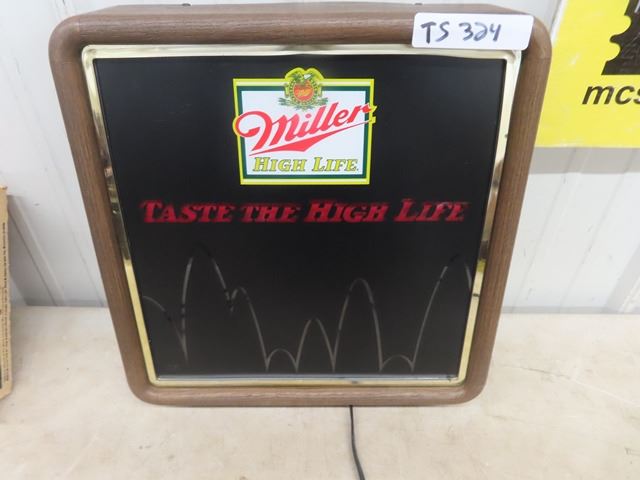 TS 324
Miller
HIGH LIFE
TASTE THE HIGH LIFE
mcs